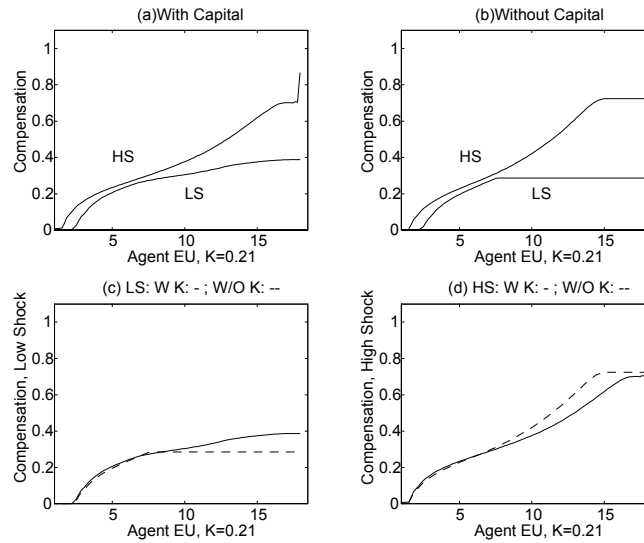 (a)With Capital
1
0.8
0.6
0.4
0.2
0
Compensation
HS
LS
5
10
15
Agent EU, K=0.21
(b)Without Capital
1
0.8
0.6
0.4
0.2
0
Compensation
HS
LS
5
10
15
Agent EU, K=0.21
(c) LS: W K: - ; W/O K: --
1
0.8
0.6
0.4
0.2
0
Compensation, Low Shock
5
10
15
Agent EU, K=0.21
(d) HS: W K: - ; W/O K: --
1
0.8
0.6
0.4
0.2
0
Compensation, High Shock
5
10
15
Agent EU, K=0.21